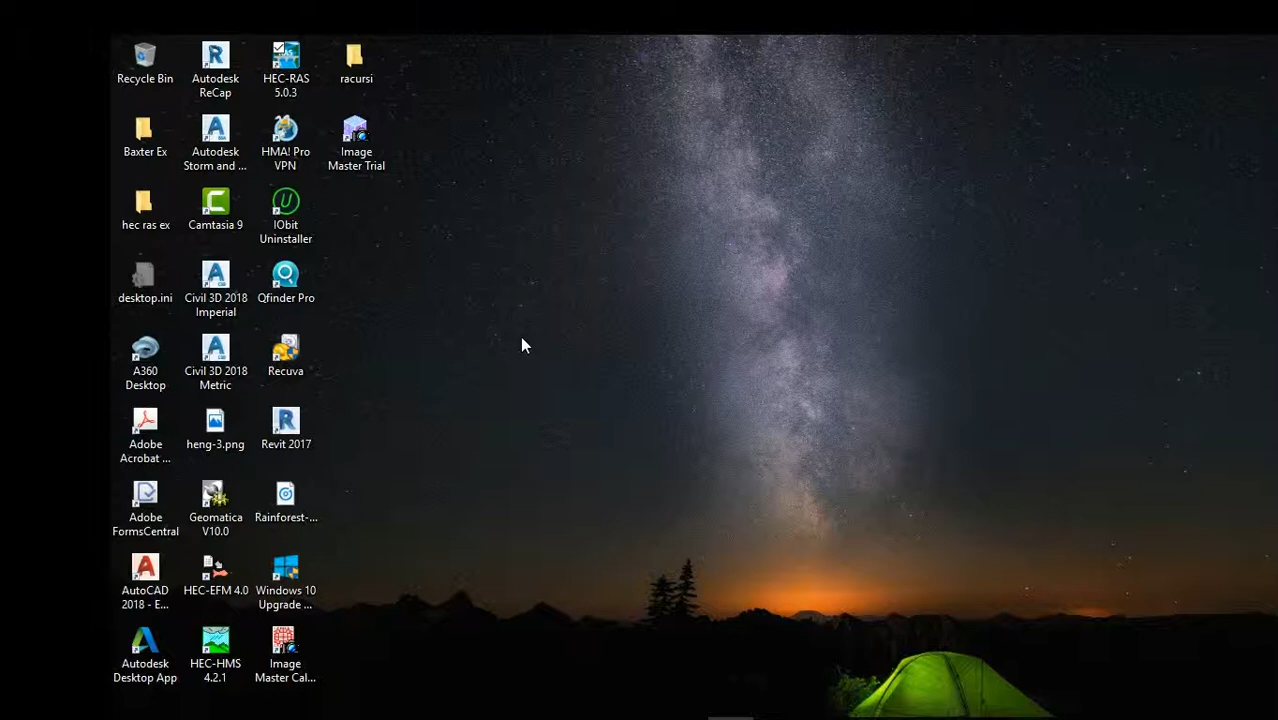 Recycle Bin
Autodesk
ReCap
HEC-RAS
5.0.3
racursi
Baxter Ex
Autodesk
Storm and ...
HMA! Pro
VPN
Image
Master Trial
hec ras ex
Camtasia 9
IObit
Uninstaller
desktop.ini
Civil 3D 2018
Imperial
Qfinder Pro
A360
Desktop
Civil 3D 2018
Metric
Recuva
Adobe
Acrobat ...
heng-3.png
Revit 2017
Adobe
FormsCentral
Geomatica
V10.0
Rainforest-...
AutoCAD
2018 - E...
HEC-EFM 4.0
Windows 10
Upgrade ...
Autodesk
Desktop App
HEC-HMS
4.2.1
Image
Master Cal...